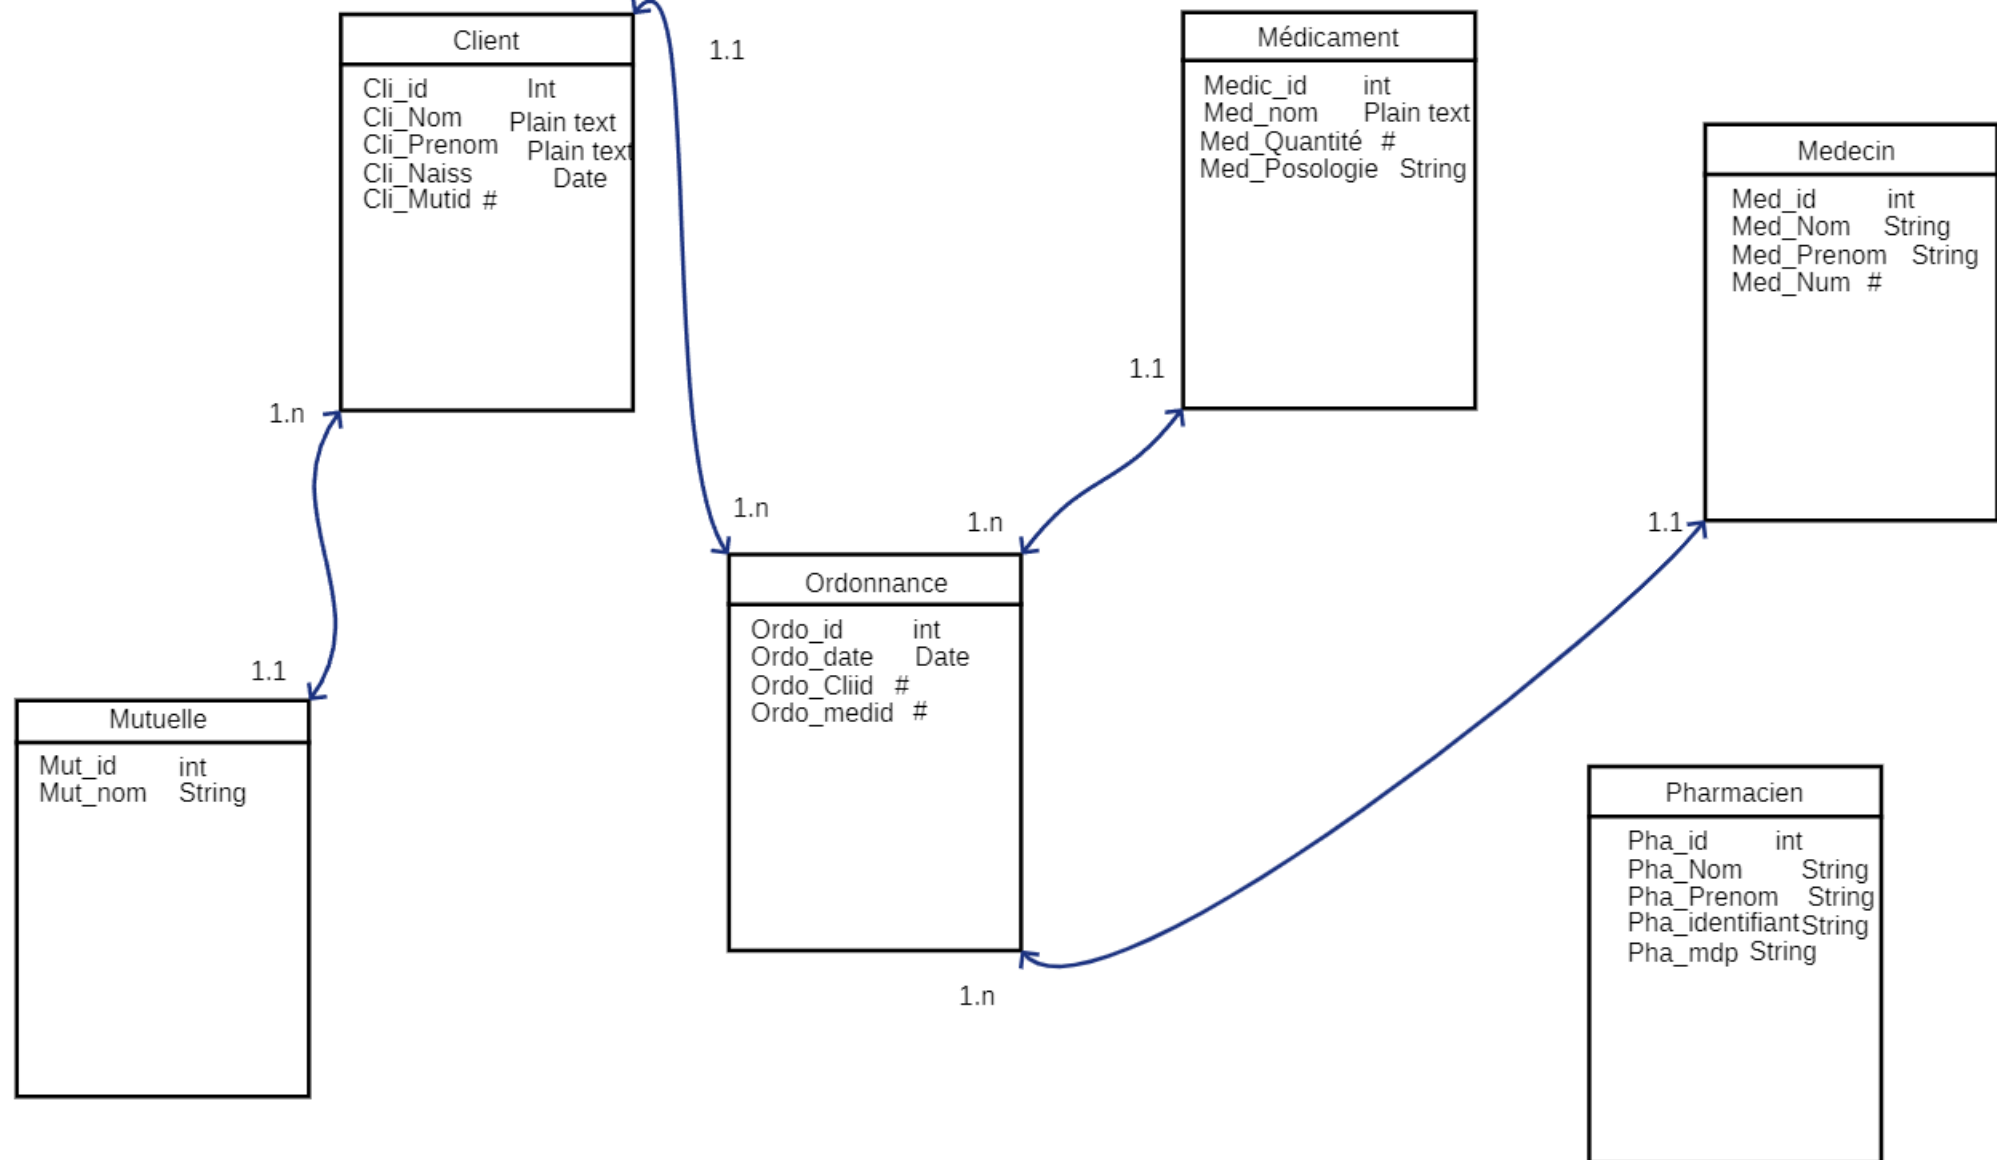 Client
Cli_id Int
Cli_Nom Plain text
Cli_Prenom Plain text
Cli_Naiss Date
Cli_Mutid #
1.1
Médicament
Medic_id int
Med_nom Plain text
Med_Quantité #
Med_Posologie String
Medecin
Med_id int
Med_Nom String
Med_Prenom String
Med_Num #
1.n
1.1
1.n
1.n
1.1
Ordonnance
Ordo_id int
Ordo_date Date
Ordo_Cliid #
Ordo_medid #
1.1
Mutuelle
Mut_id int
Mut_nom String
1.n
Pharmacien
Pha_id int
Pha_Nom String
Pha_Prenom String
Pha_identifiant String
Pha_mdp String